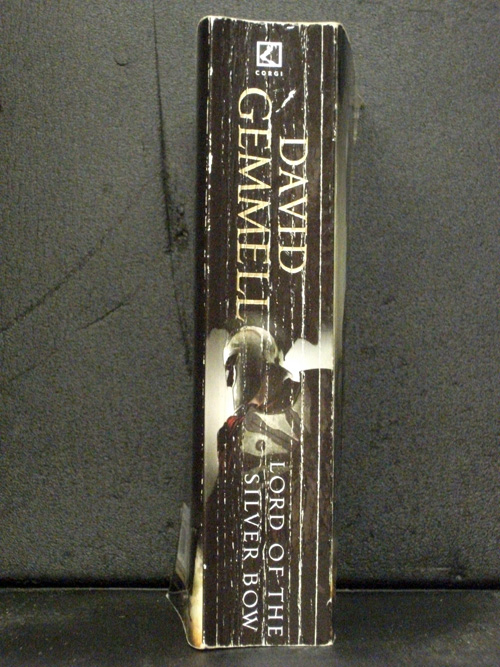 CORGI
DAVID
GEMMELL
LORD OF THE
SILVER BOW